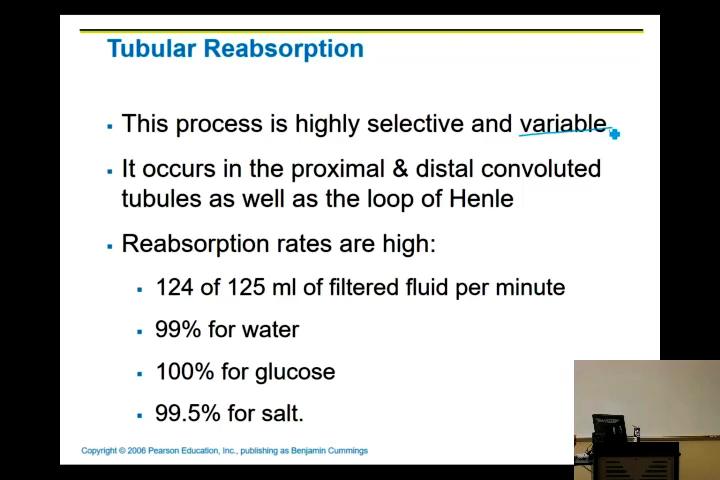 Tubular Reabsorption
▪ This process is highly selective and variable
▪ It occurs in the proximal & distal convoluted
tubules as well as the loop of Henle
▪ Reabsorption rates are high:
▪ 124 of 125 ml of filtered fluid per minute
▪ 99% for water
▪ 100% for glucose
▪ 99.5% for salt.
Copyright © 2006 Pearson Education, Inc., publishing as Benjamin Cummings